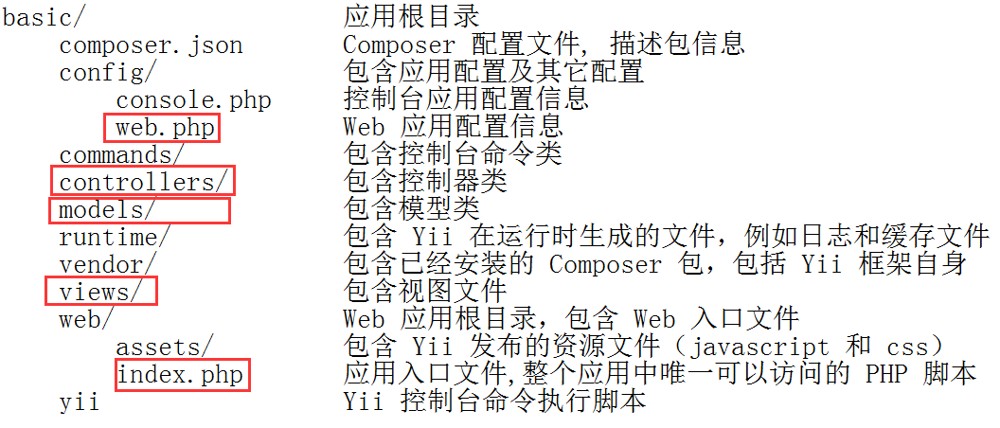 basic/ 应用根目录
composer.json Composer 配置文件, 描述包信息
config/ 包含应用配置及其它配置
console.php 控制台应用配置信息
web.php Web 应用配置信息
commands/ 包含控制台命令类
controllers/ 包含控制器类
models/ 包含模型类
runtime/ 包含 Yii 在运行时生成的文件，例如日志和缓存文件
vendor/ 包含已经安装的 Composer 包，包括 Yii 框架自身
views/ 包含视图文件
web/ Web 应用根目录，包含 Web 入口文件
assets/ 包含 Yii 发布的资源文件（javascript 和 css）
index.php 应用入口文件,整个应用中唯一可以访问的 PHP 脚本
yii Yii 控制台命令执行脚本